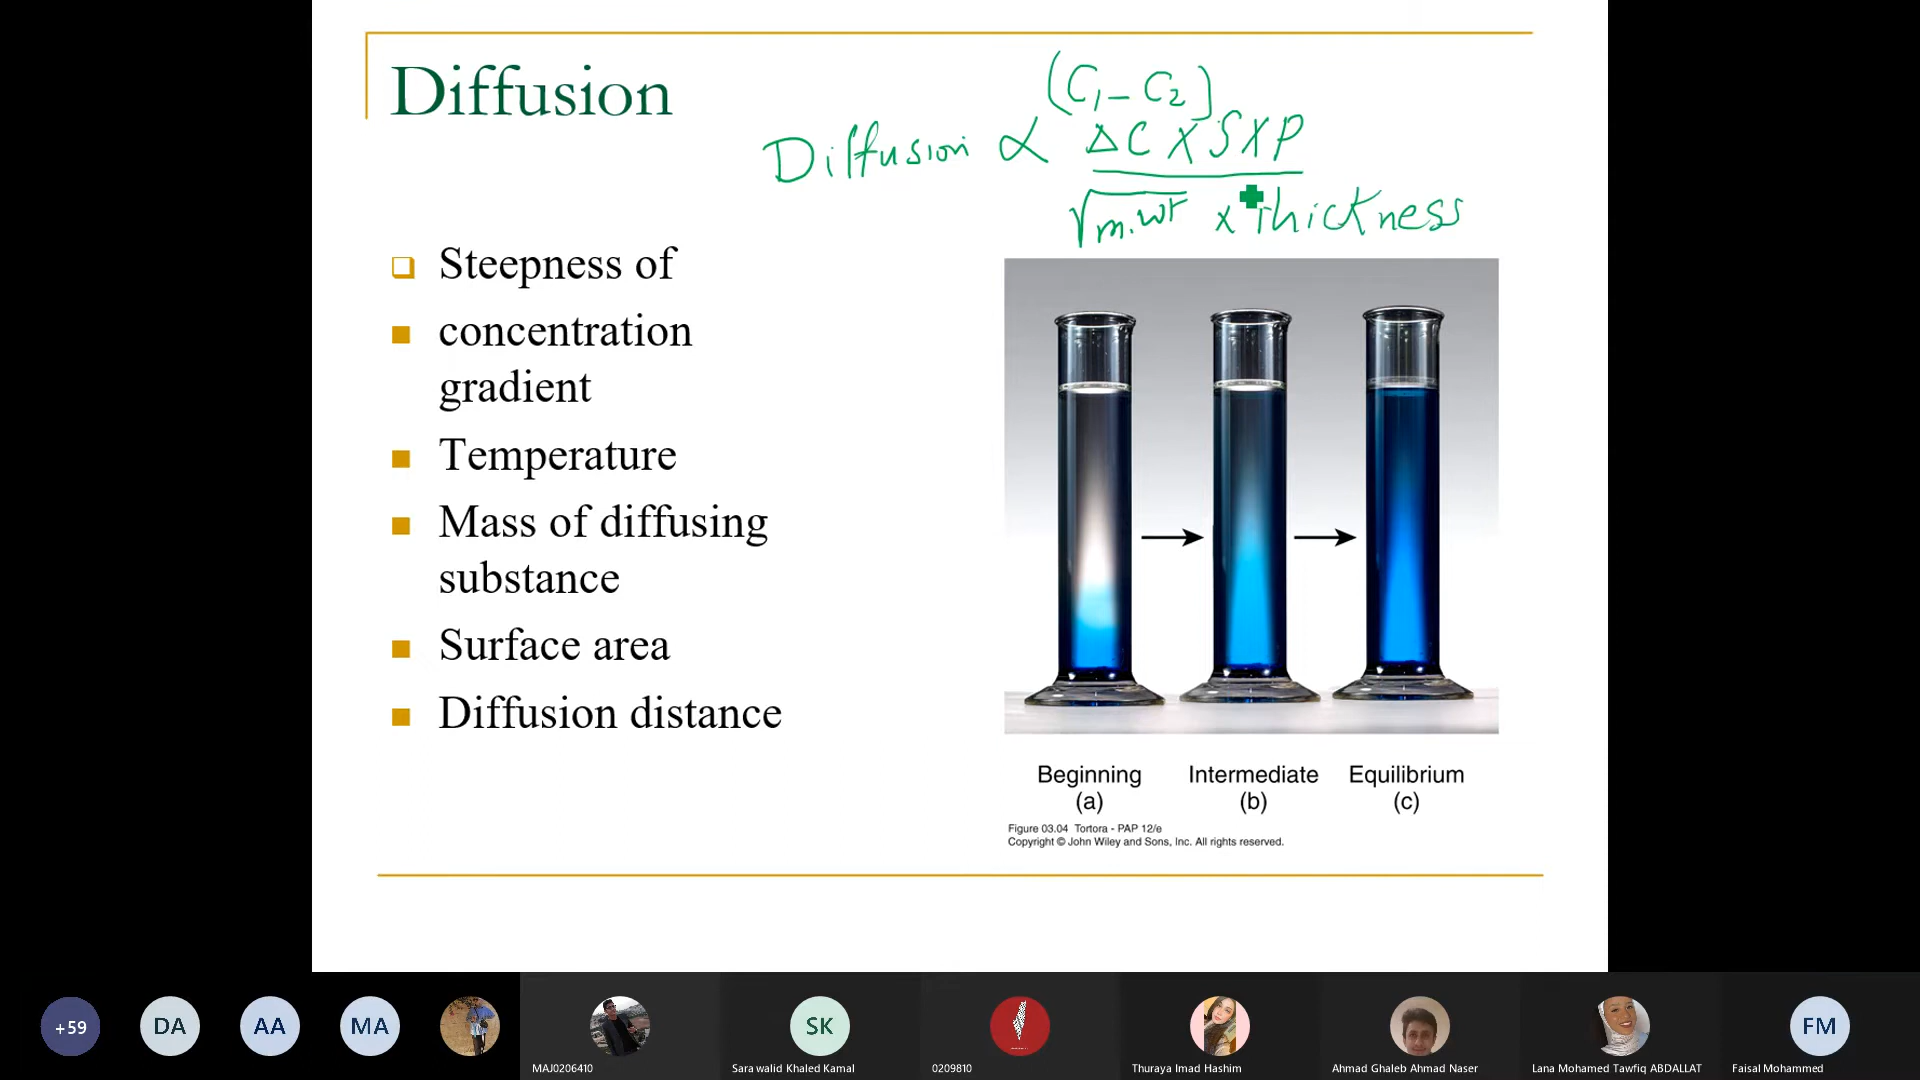 Diffusion
(C₁ - C₂)
Diffusion ∝ ΔC X S X P
√m.wt x thickness
Steepness of
concentration
gradient
Temperature
Mass of diffusing
substance
Surface area
Diffusion distance
Beginning Intermediate Equilibrium
(a) (b) (c)
Figure 03.04 Tortora - PAP 12/e
Copyright © John Wiley and Sons, Inc. All rights reserved.
+59 DA AA MA SK FM
MAJ0206410 Sara walid Khaled Kamal 0209810 Thuraya Imad Hashim Ahmad Ghaleb Ahmad Naser Lana Mohamed Tawfiq ABDALLAT Faisal Mohammed